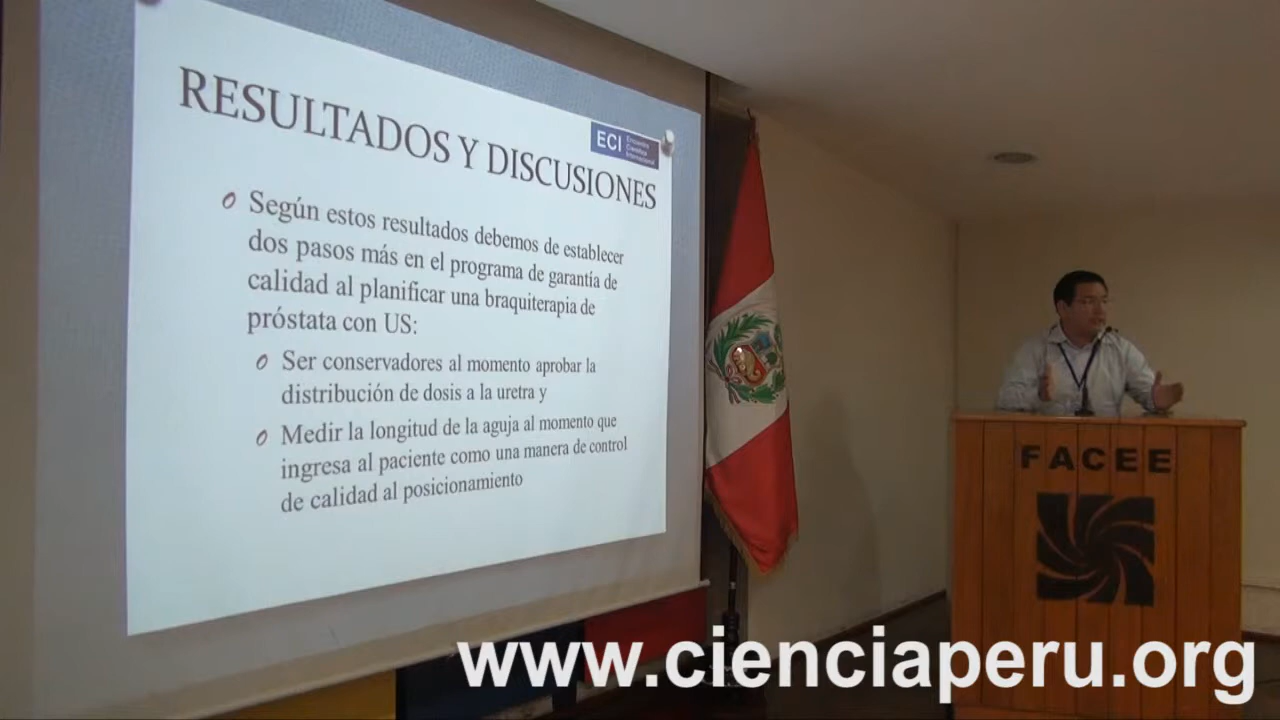 RESULTADOS Y DISCUSIONES
ECI
Encuentro
Científico
Internacional
Según estos resultados debemos de establecer
dos pasos más en el programa de garantía de
calidad al planificar una braquiterapia de
próstata con US:
Ser conservadores al momento aprobar la
distribución de dosis a la uretra y
Medir la longitud de la aguja al momento que
ingresa al paciente como una manera de control
de calidad al posicionamiento
FACEE
www.cienciaperu.org